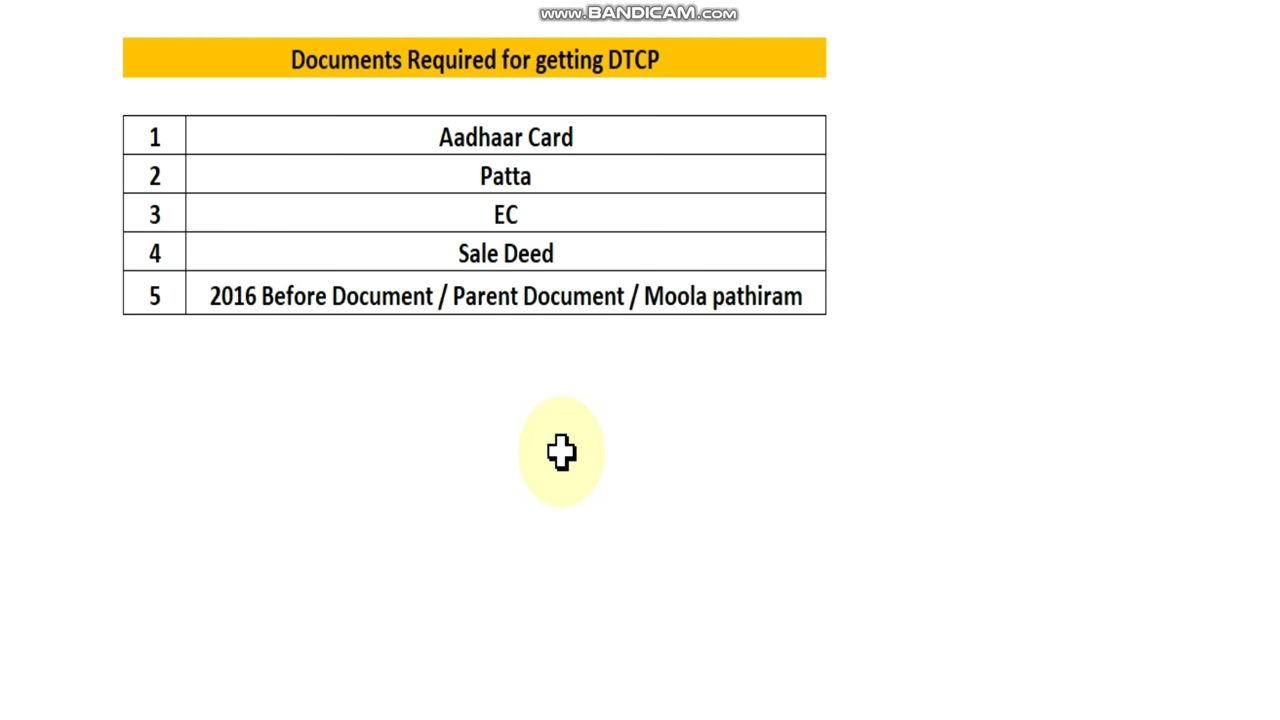 www.BANDICAM.com
Documents Required for getting DTCP
1 Aadhaar Card
2 Patta
3 EC
4 Sale Deed
5 2016 Before Document / Parent Document / Moola pathiram